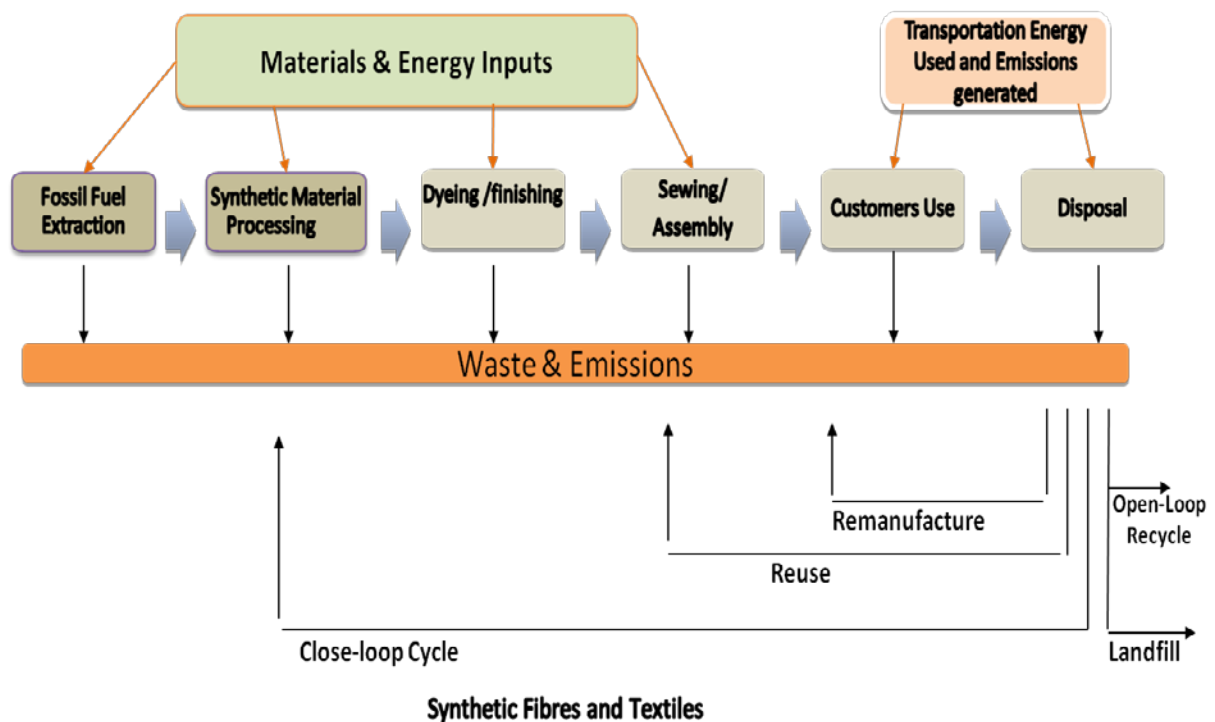 Materials & Energy Inputs
Transportation Energy
Used and Emissions
generated
Fossil Fuel
Extraction
Synthetic Material
Processing
Dyeing /finishing
Sewing/
Assembly
Customers Use
Disposal
Waste & Emissions
Remanufacture
Open-Loop
Recycle
Reuse
Close-loop Cycle
Landfill
Synthetic Fibres and Textiles